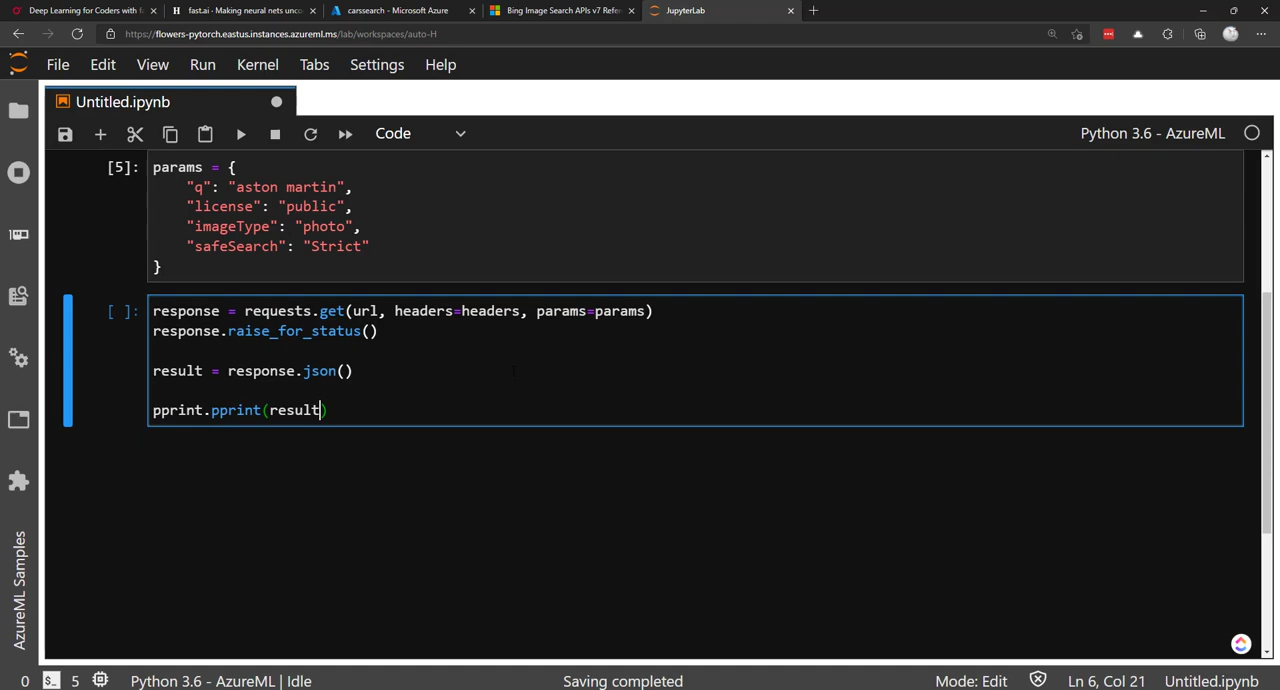 Deep Learning for Coders with fa
fast.ai · Making neural nets unco
carssearch - Microsoft Azure
Bing Image Search APIs v7 Refer
JupyterLab
https://flowers-pytorch.eastus.instances.azureml.ms/lab/workspaces/auto-H
File Edit View Run Kernel Tabs Settings Help
Untitled.ipynb
Code
Python 3.6 - AzureML
[5]: params = {
"q": "aston martin",
"license": "public",
"imageType": "photo",
"safeSearch": "Strict"
}
[ ]: response = requests.get(url, headers=headers, params=params)
response.raise_for_status()
result = response.json()
pprint.pprint(result)
AzureML Samples
0 $_ 5 Python 3.6 - AzureML | Idle Saving completed Mode: Edit Ln 6, Col 21 Untitled.ipynb